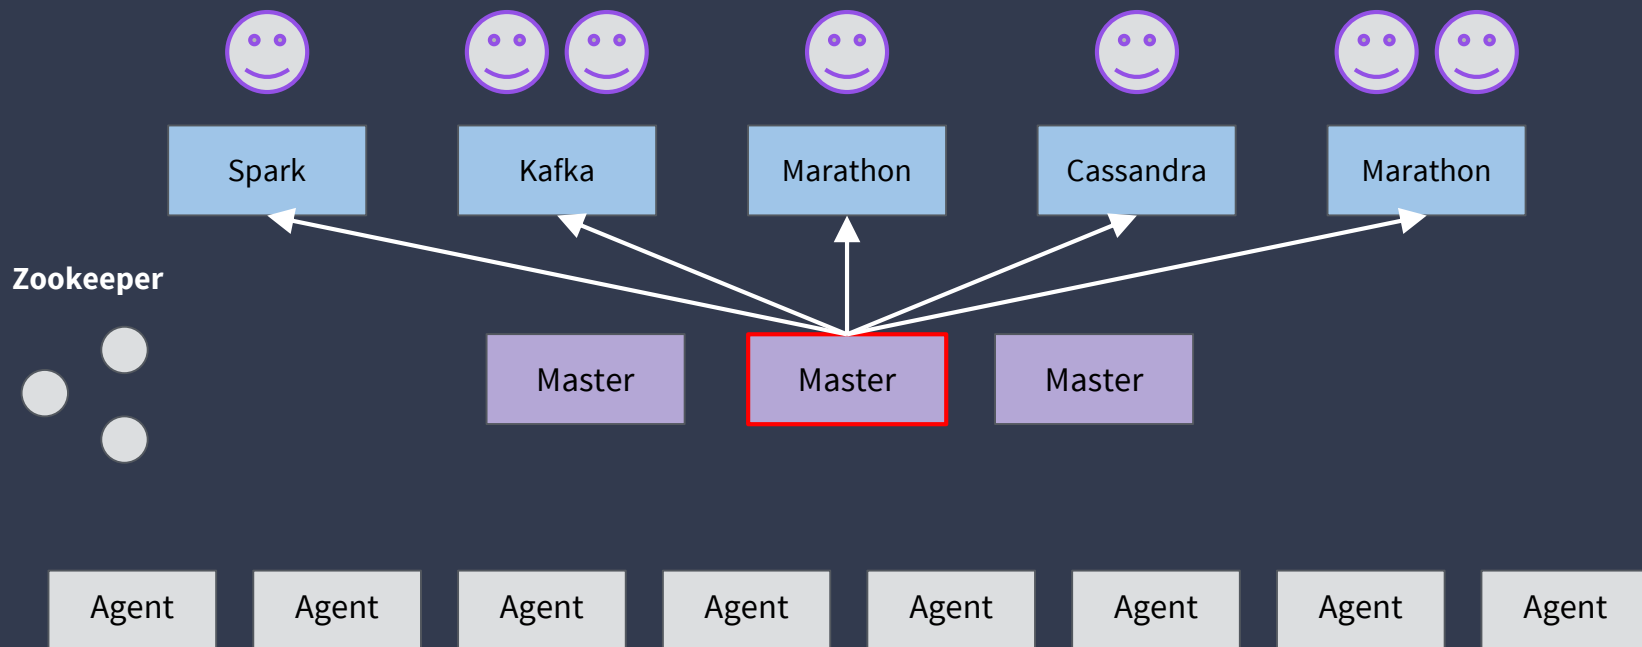 Spark
Kafka
Marathon
Cassandra
Marathon
Zookeeper
Master
Master
Master
Agent
Agent
Agent
Agent
Agent
Agent
Agent
Agent